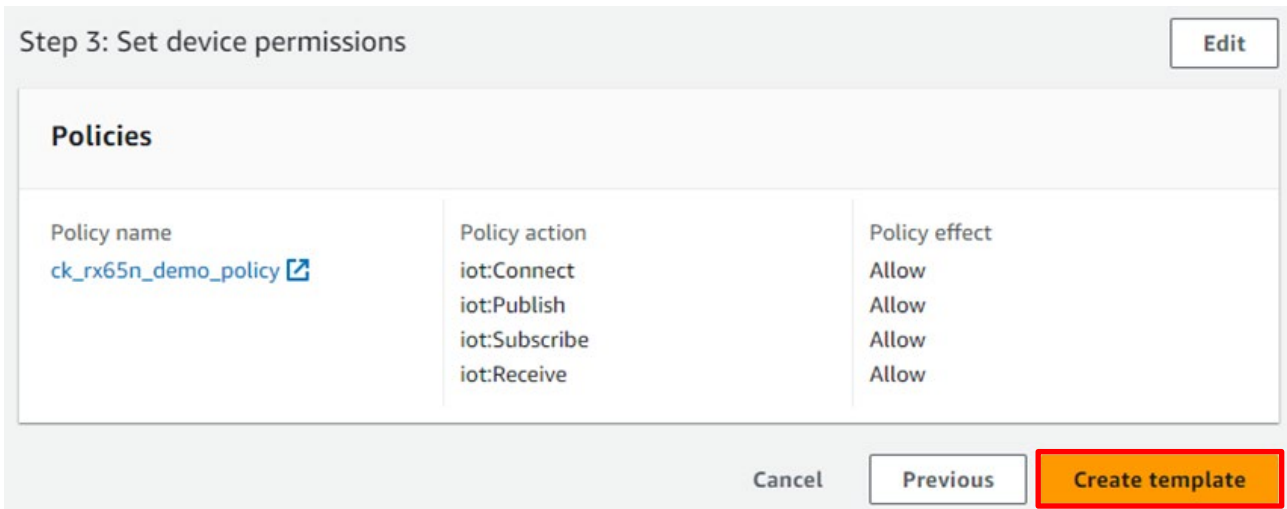 Step 3: Set device permissions
Edit
Policies
Policy name
Policy action
Policy effect
ck_rx65n_demo_policy
iot:Connect
Allow
iot:Publish
Allow
iot:Subscribe
Allow
iot:Receive
Allow
Cancel
Previous
Create template